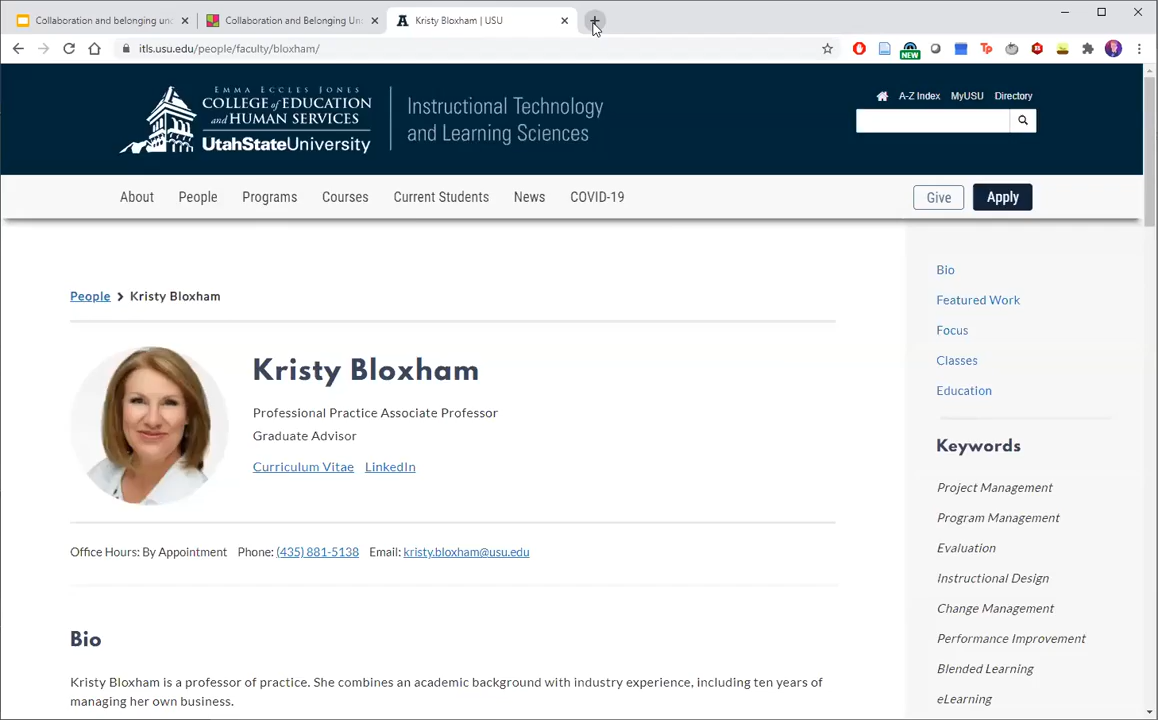 Collaboration and belonging und
Collaboration and Belonging Un
Kristy Bloxham | USU
itls.usu.edu/people/faculty/bloxham/
NEW
Tp
EMMA ECCLES JONES
COLLEGE of EDUCATION
and HUMAN SERVICES
UtahStateUniversity
Instructional Technology
and Learning Sciences
A-Z Index MyUSU Directory
About People Programs Courses Current Students News COVID-19
Give Apply
People > Kristy Bloxham
Kristy Bloxham
Professional Practice Associate Professor
Graduate Advisor
Curriculum Vitae LinkedIn
Office Hours: By Appointment Phone: (435) 881-5138 Email: kristy.bloxham@usu.edu
Bio
Kristy Bloxham is a professor of practice. She combines an academic background with industry experience, including ten years of
managing her own business.
Bio
Featured Work
Focus
Classes
Education
Keywords
Project Management
Program Management
Evaluation
Instructional Design
Change Management
Performance Improvement
Blended Learning
eLearning